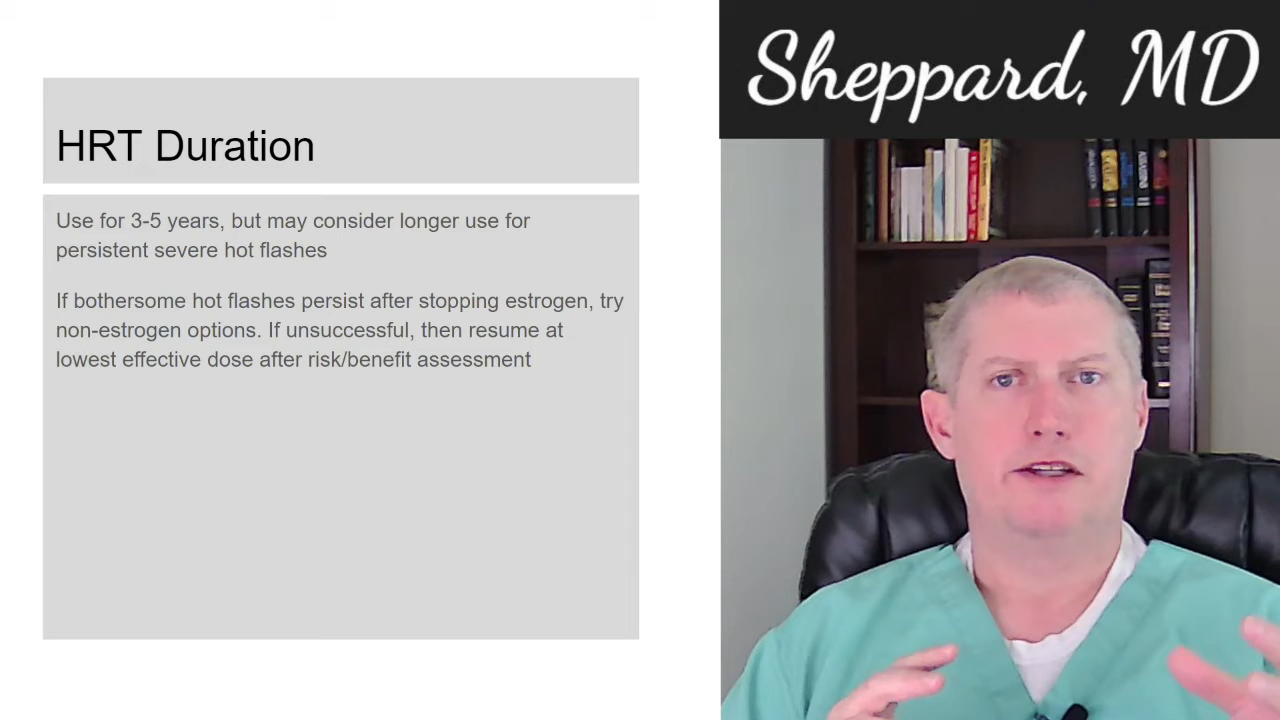 Sheppard, MD
HRT Duration
Use for 3-5 years, but may consider longer use for
persistent severe hot flashes
If bothersome hot flashes persist after stopping estrogen, try
non-estrogen options. If unsuccessful, then resume at
lowest effective dose after risk/benefit assessment